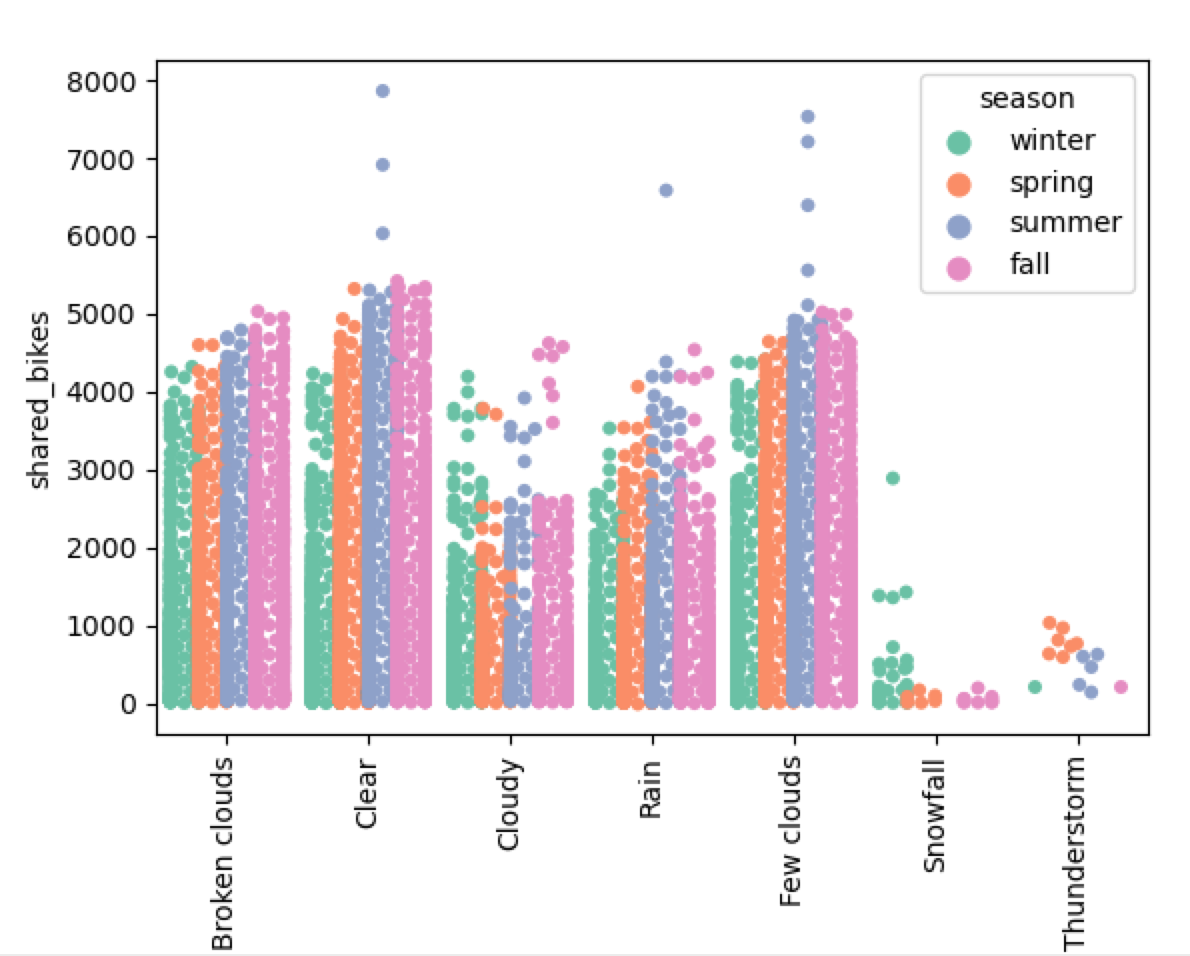 8000
7000
6000
5000
4000
3000
2000
1000
0
shared_bikes
season
winter
spring
summer
fall
Broken clouds
Clear
Cloudy
Rain
Few clouds
Snowfall
Thunderstorm